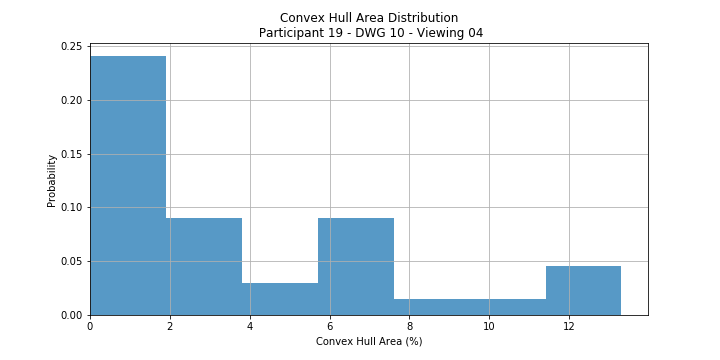 Convex Hull Area Distribution
Participant 19 - DWG 10 - Viewing 04
0.25
0.20
0.15
0.10
0.05
0.00
Probability
0 2 4 6 8 10 12
Convex Hull Area (%)